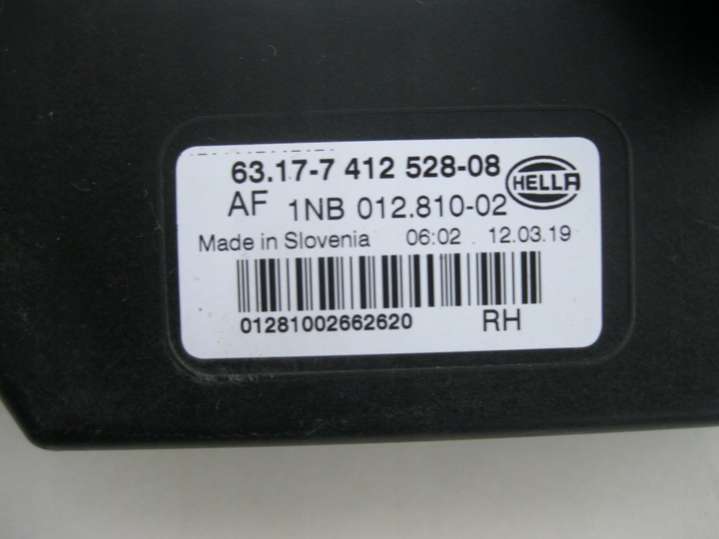 63.17-7 412 528-08
HELLA
AF 1NB 012.810-02
Made in Slovenia 06:02 12.03.19
01281002662620 RH